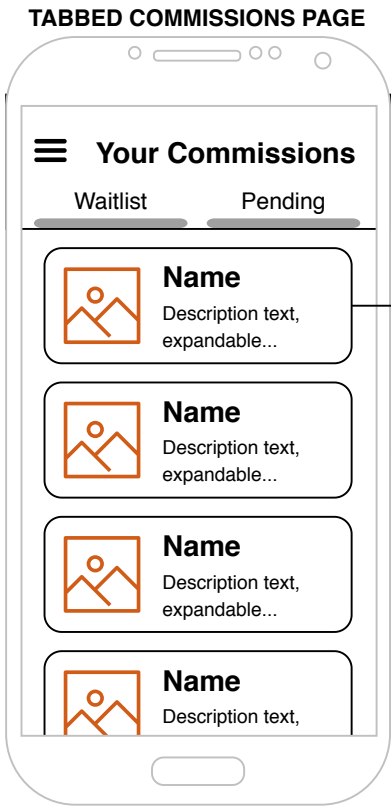 TABBED COMMISSIONS PAGE
Your Commissions
Waitlist Pending
Name
Description text,
expandable...
Name
Description text,
expandable...
Name
Description text,
expandable...
Name
Description text,